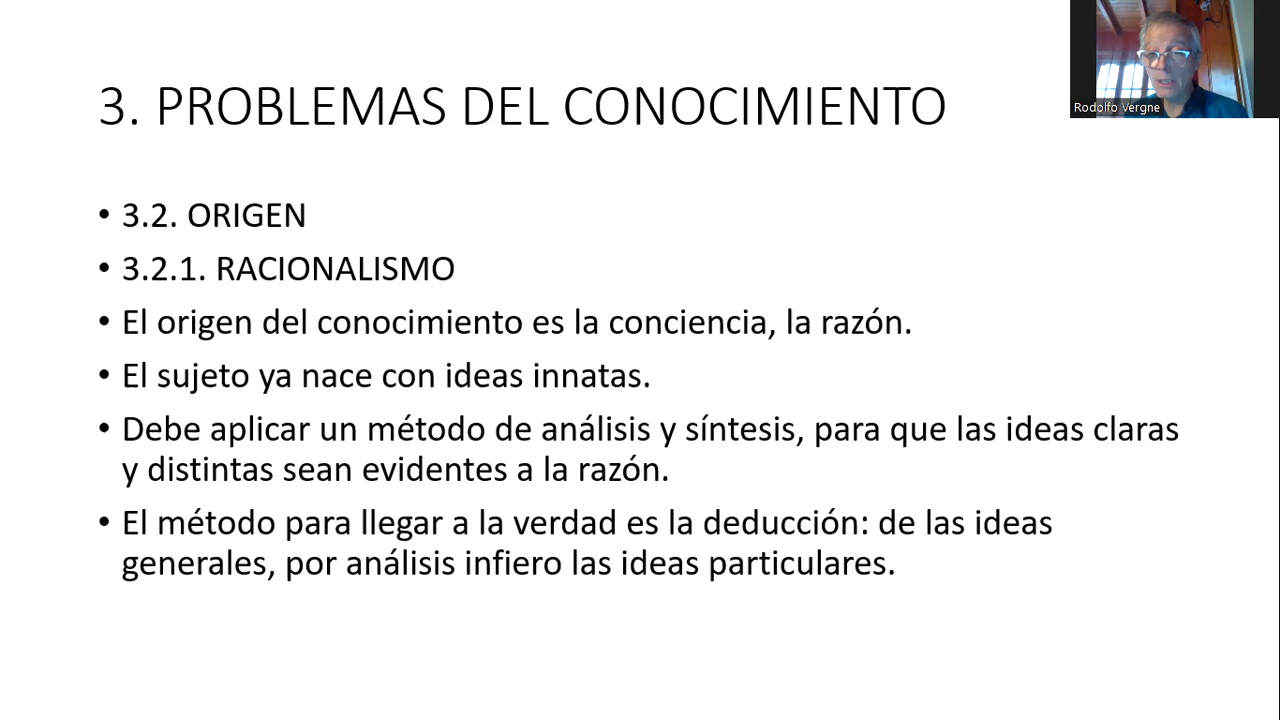 3. PROBLEMAS DEL CONOCIMIENTO
Rodolfo Vergne
• 3.2. ORIGEN
• 3.2.1. RACIONALISMO
• El origen del conocimiento es la conciencia, la razón.
• El sujeto ya nace con ideas innatas.
• Debe aplicar un método de análisis y síntesis, para que las ideas claras
y distintas sean evidentes a la razón.
• El método para llegar a la verdad es la deducción: de las ideas
generales, por análisis infiero las ideas particulares.